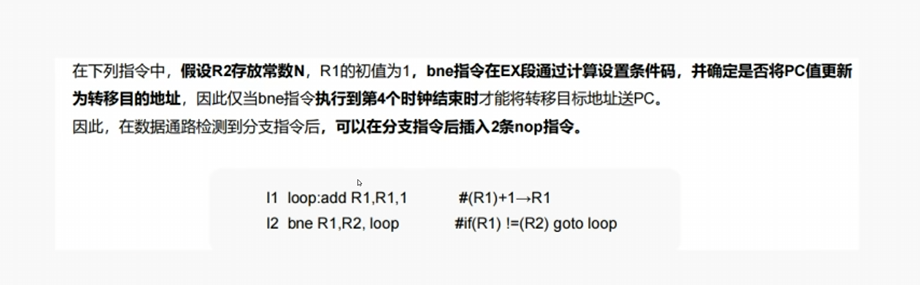 在下列指令中，假设R2存放常数N，R1的初值为1，bne指令在EX段通过计算设置条件码，并确定是否将PC值更新
为转移目的地址，因此仅当bne指令执行到第4个时钟结束时才能将转移目标地址送PC。
因此，在数据通路检测到分支指令后，可以在分支指令后插入2条nop指令。
I1 loop:add R1,R1,1 #(R1)+1→R1
I2 bne R1,R2, loop #if(R1) !=(R2) goto loop